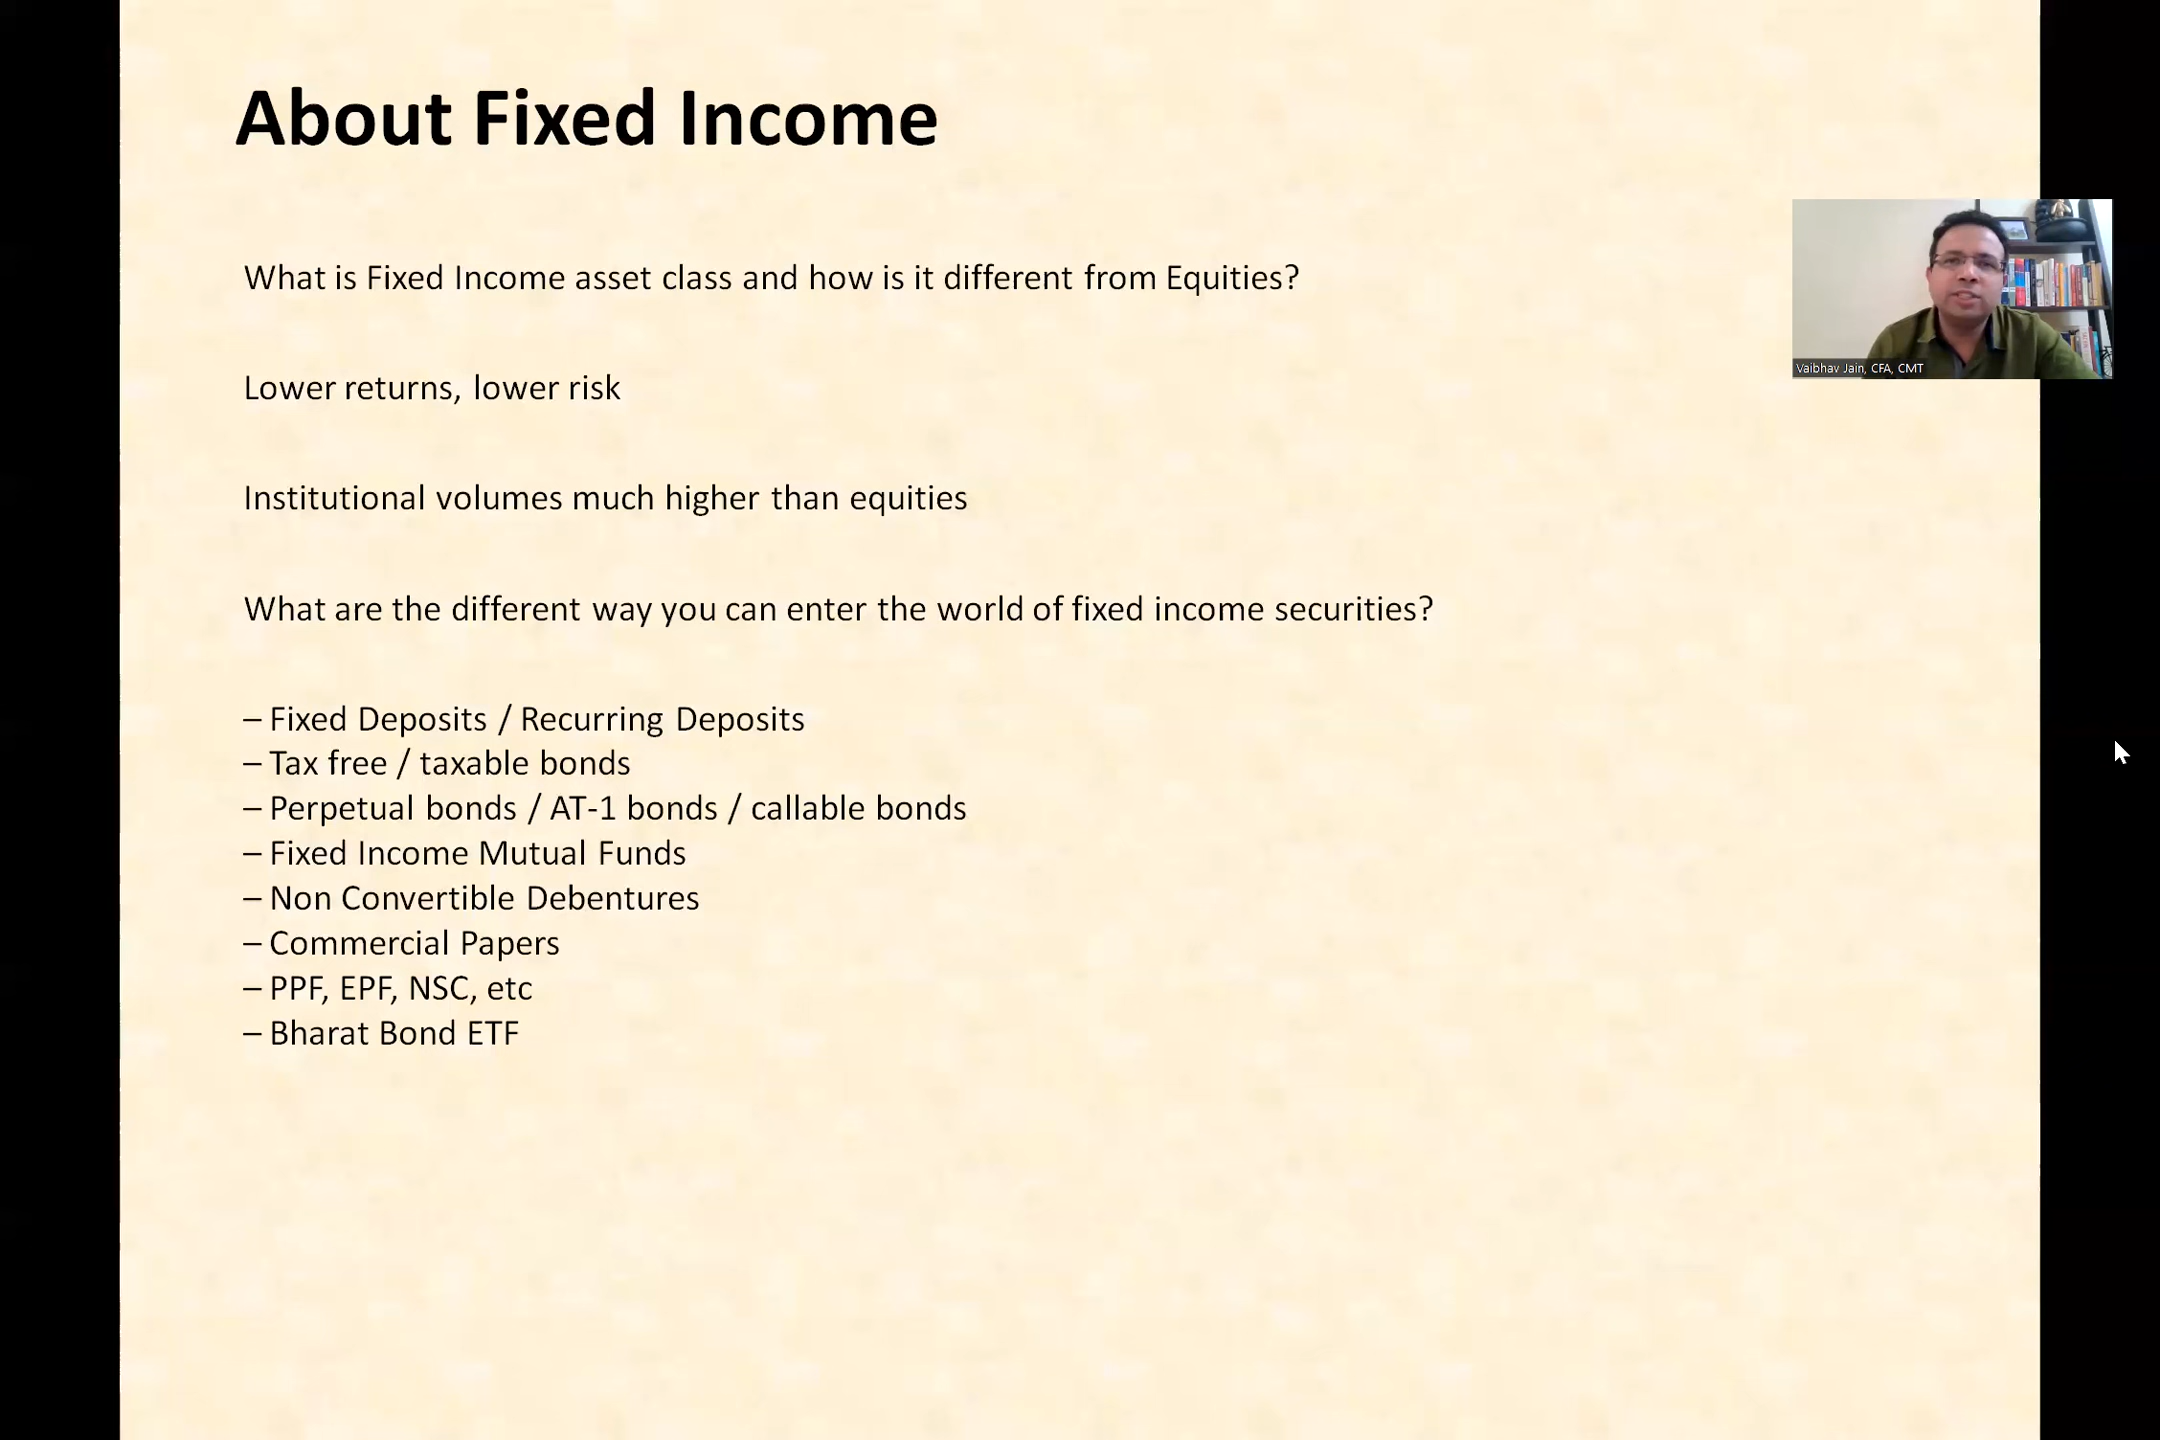 About Fixed Income
What is Fixed Income asset class and how is it different from Equities?
Lower returns, lower risk
Institutional volumes much higher than equities
What are the different way you can enter the world of fixed income securities?
– Fixed Deposits / Recurring Deposits
– Tax free / taxable bonds
– Perpetual bonds / AT-1 bonds / callable bonds
– Fixed Income Mutual Funds
– Non Convertible Debentures
– Commercial Papers
– PPF, EPF, NSC, etc
– Bharat Bond ETF
Vaibhav Jain, CFA, CMT